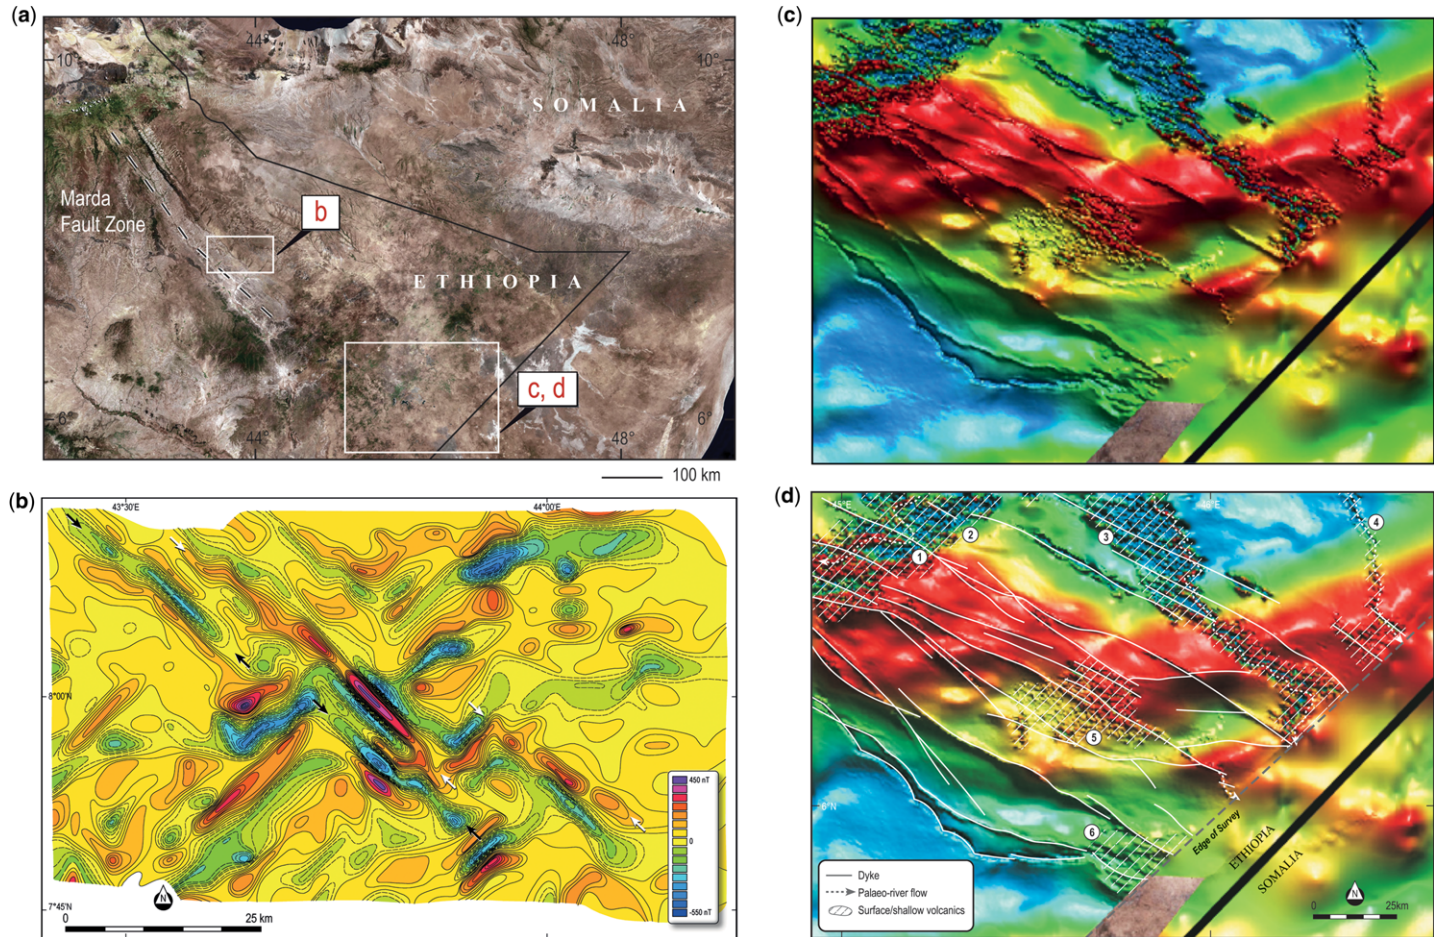 (a)
44°
48°
10°
10°
SOMALIA
Marda
Fault Zone
b
ETHIOPIA
c, d
6°
44°
48°
6°
100 km
(b)
43°30'E
44°00'E
8°00'N
7°45'N
450 nT
0
-550 nT
N
0
25 km
(c)
(d)
1
2
3
4
5
6
Edge of Survey
ETHIOPIA
SOMALIA
Dyke
Palaeo-river flow
Surface/shallow volcanics
N
0
25km